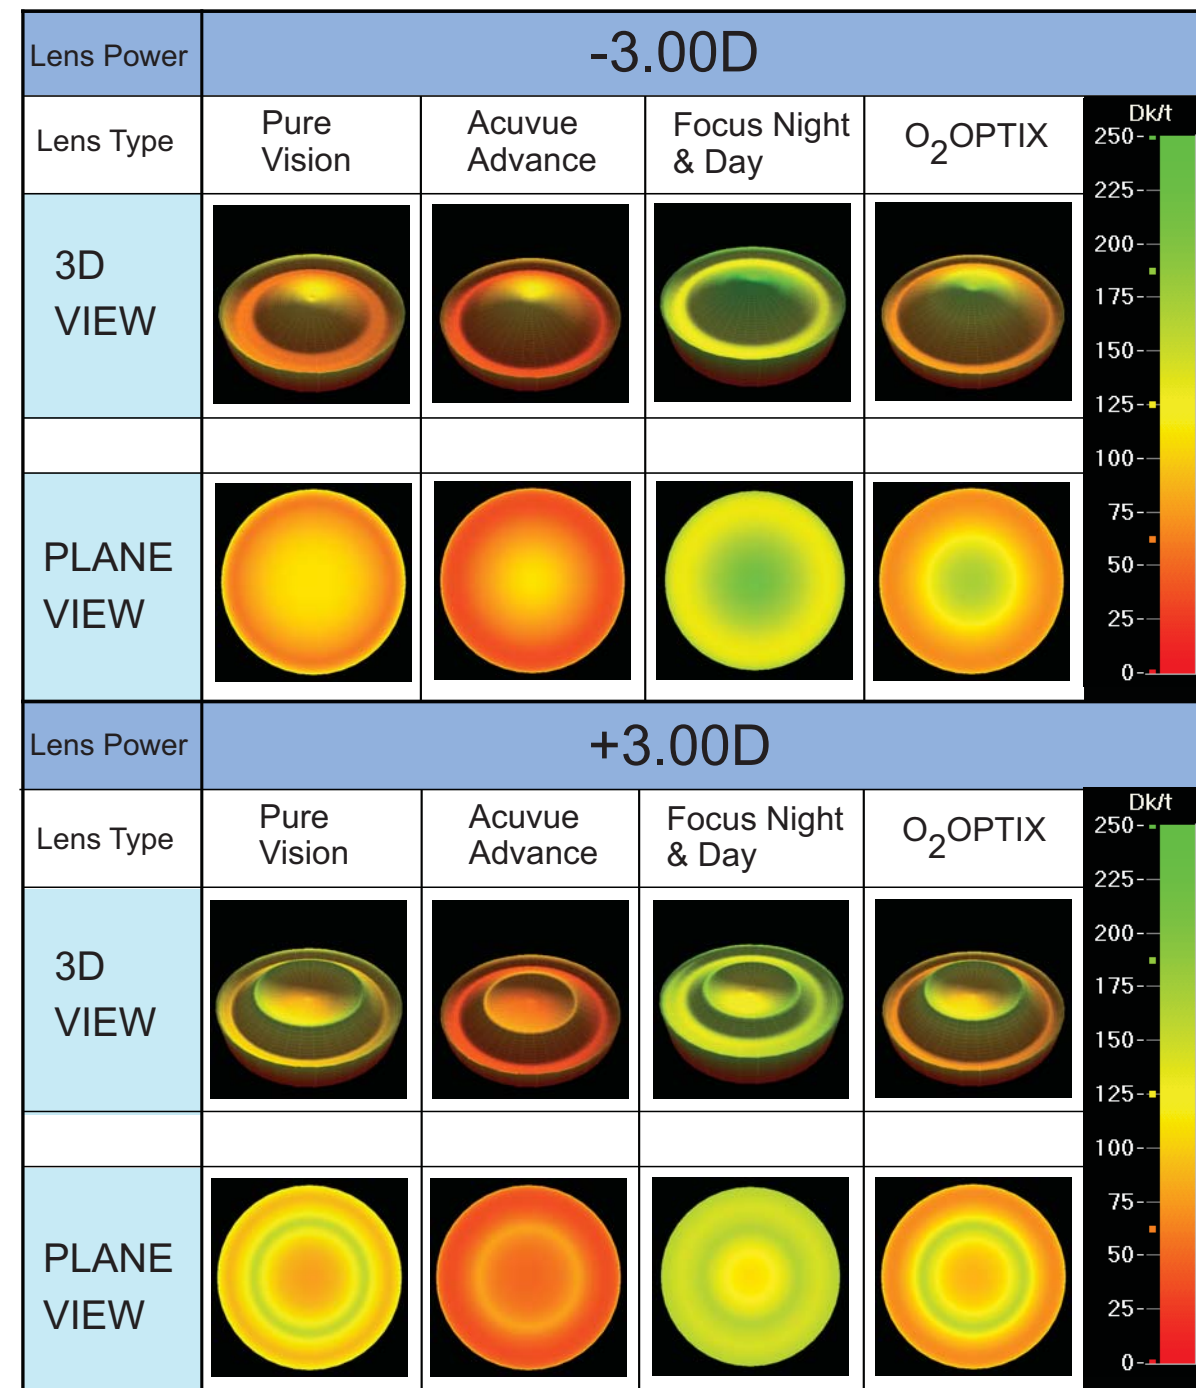 Lens Power
-3.00D
Lens Type
Pure
Vision
Acuvue
Advance
Focus Night
& Day
O2OPTIX
Dk/t
250-
225-
200-
175-
150-
125-
100-
75-
50-
25-
0-
3D
VIEW
PLANE
VIEW
Lens Power
+3.00D
Lens Type
Pure
Vision
Acuvue
Advance
Focus Night
& Day
O2OPTIX
Dk/t
250-
225-
200-
175-
150-
125-
100-
75-
50-
25-
0-
3D
VIEW
PLANE
VIEW